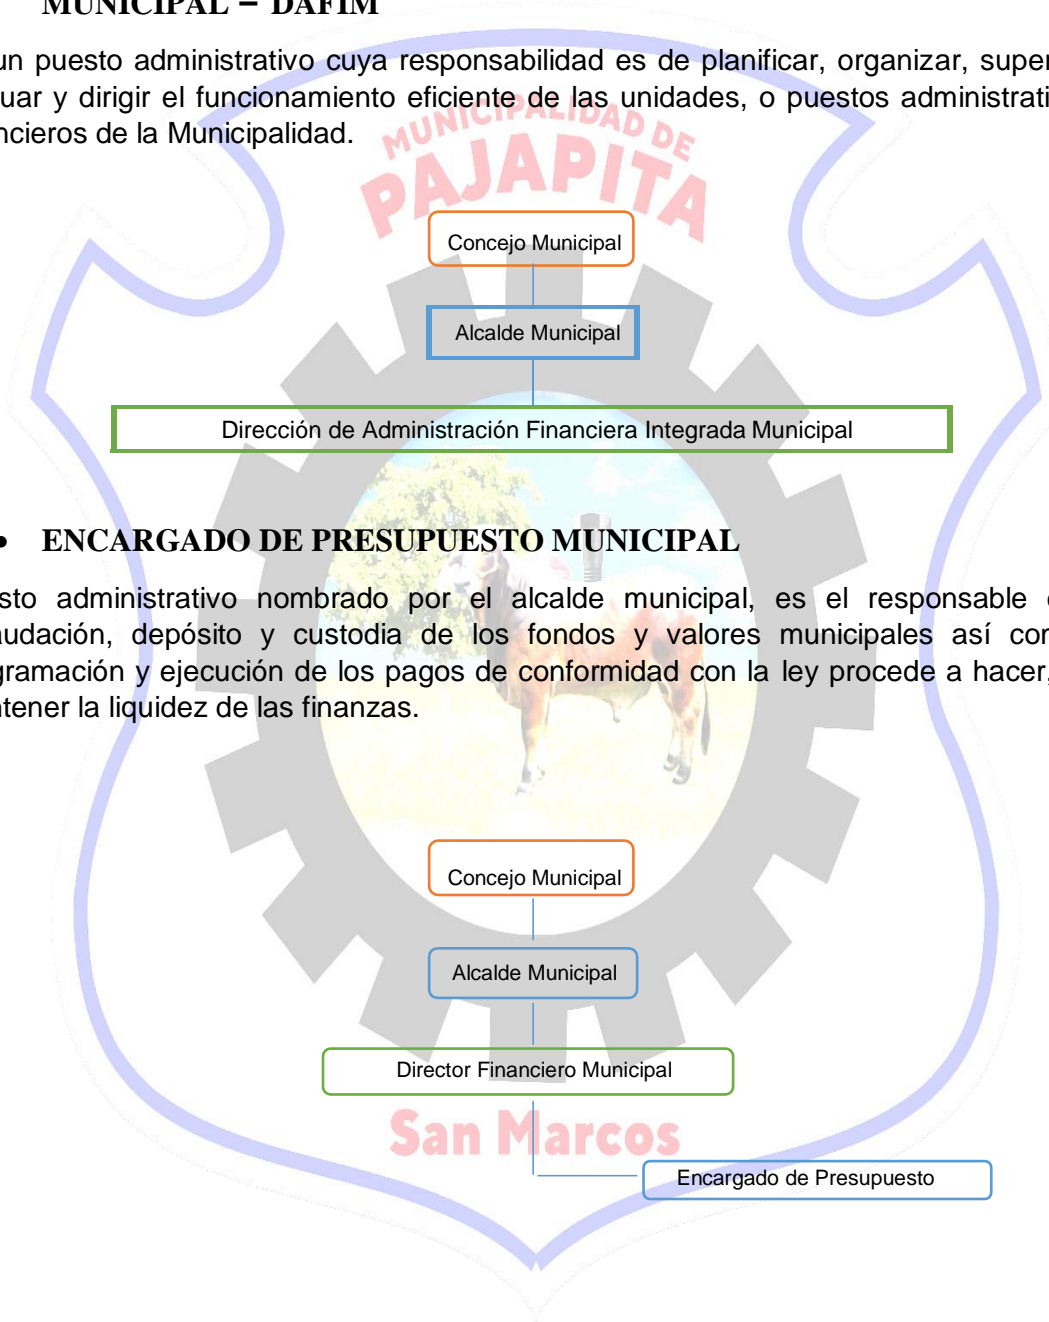 MUNICIPAL – DAFIM
un puesto administrativo cuya responsabilidad es de planificar, organizar, super
uar y dirigir el funcionamiento eficiente de las unidades, o puestos administrati
ncieros de la Municipalidad.
MUNICIPALIDAD DE
PAJAPITA
Concejo Municipal
Alcalde Municipal
Dirección de Administración Financiera Integrada Municipal
• ENCARGADO DE PRESUPUESTO MUNICIPAL
sto administrativo nombrado por el alcalde municipal, es el responsable
audación, depósito y custodia de los fondos y valores municipales así con
gramación y ejecución de los pagos de conformidad con la ley procede a hacer,
ntener la liquidez de las finanzas.
Concejo Municipal
Alcalde Municipal
Director Financiero Municipal
San Marcos
Encargado de Presupuesto